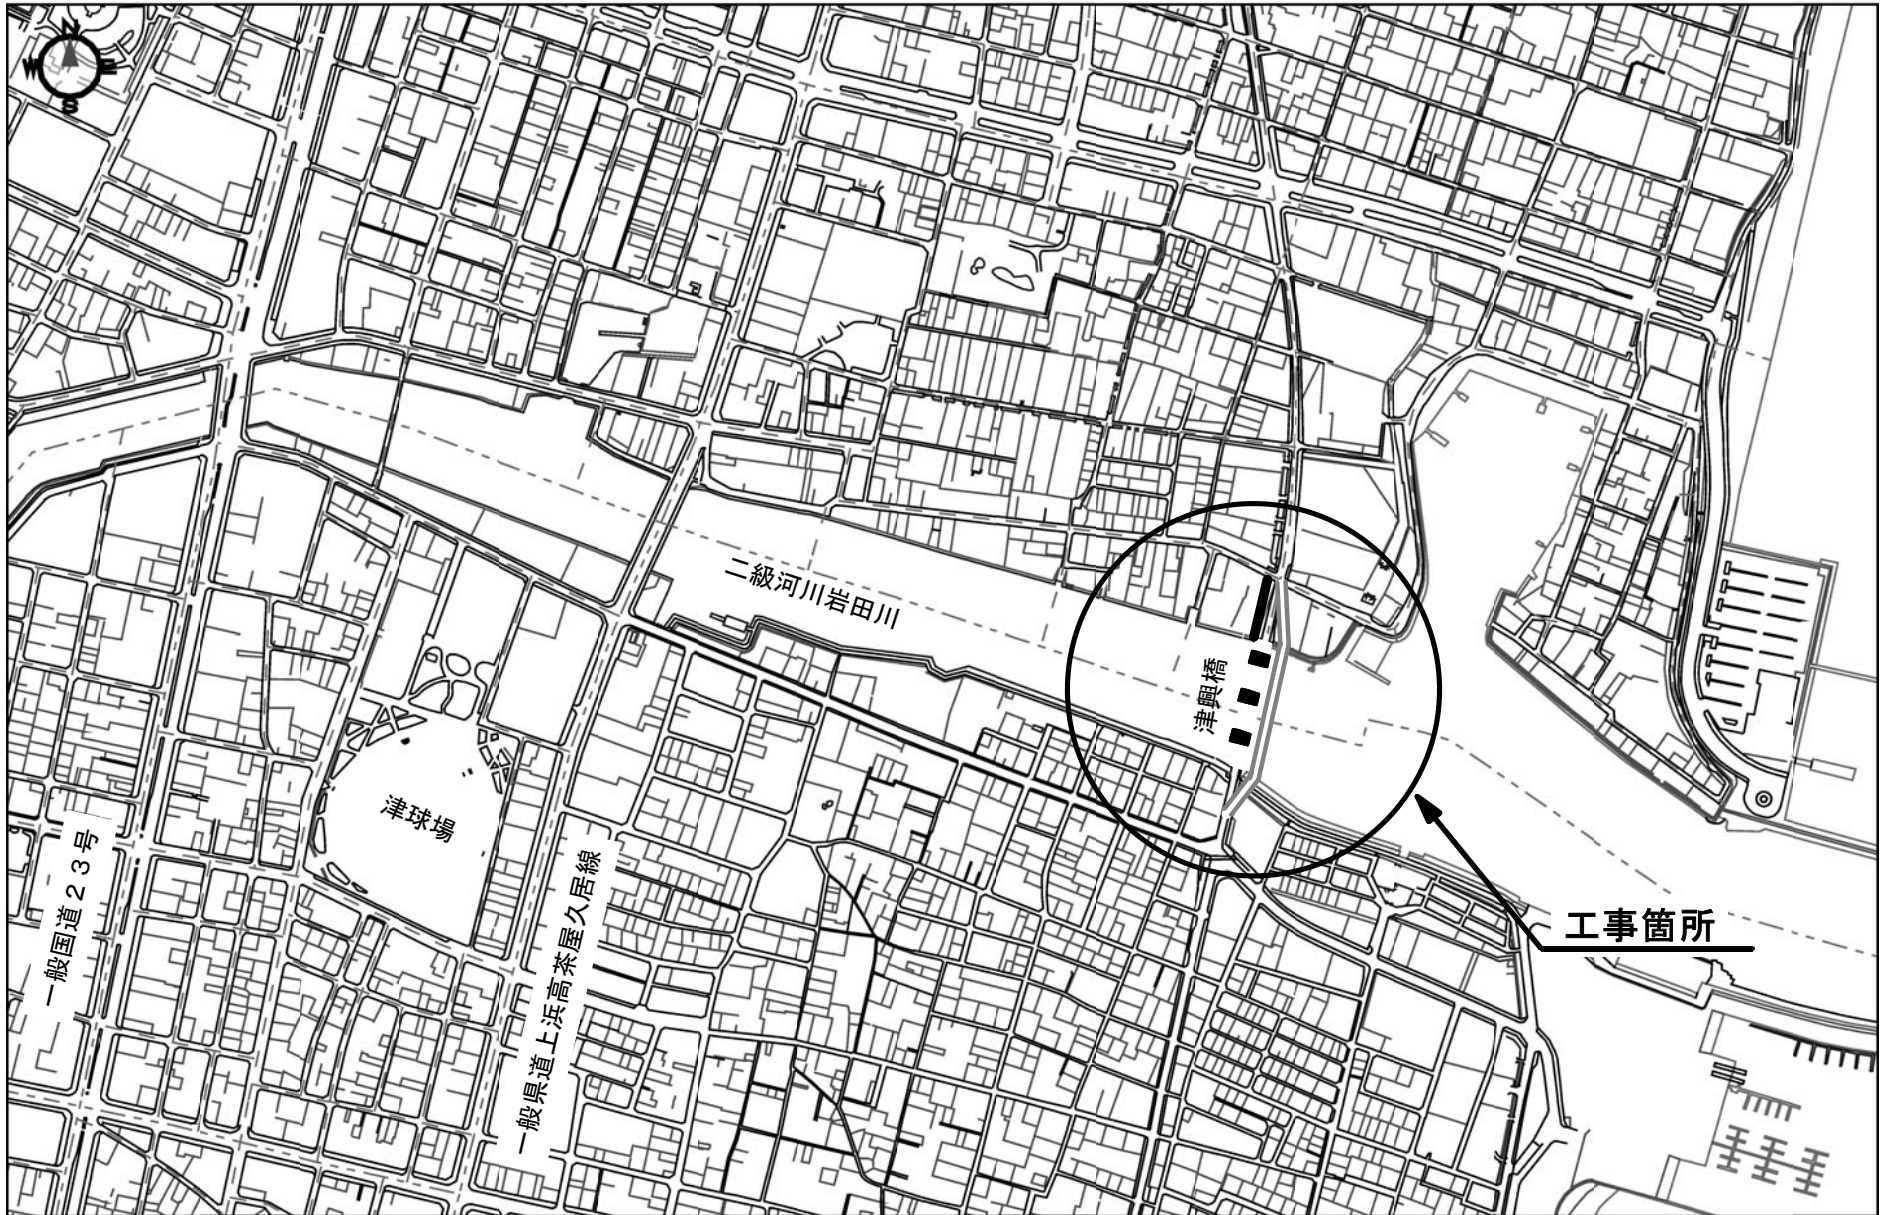 N
W E
S
二級河川岩田川
津興橋
津球場
一般国道23号
一般県道上浜高茶屋久居線
工事箇所